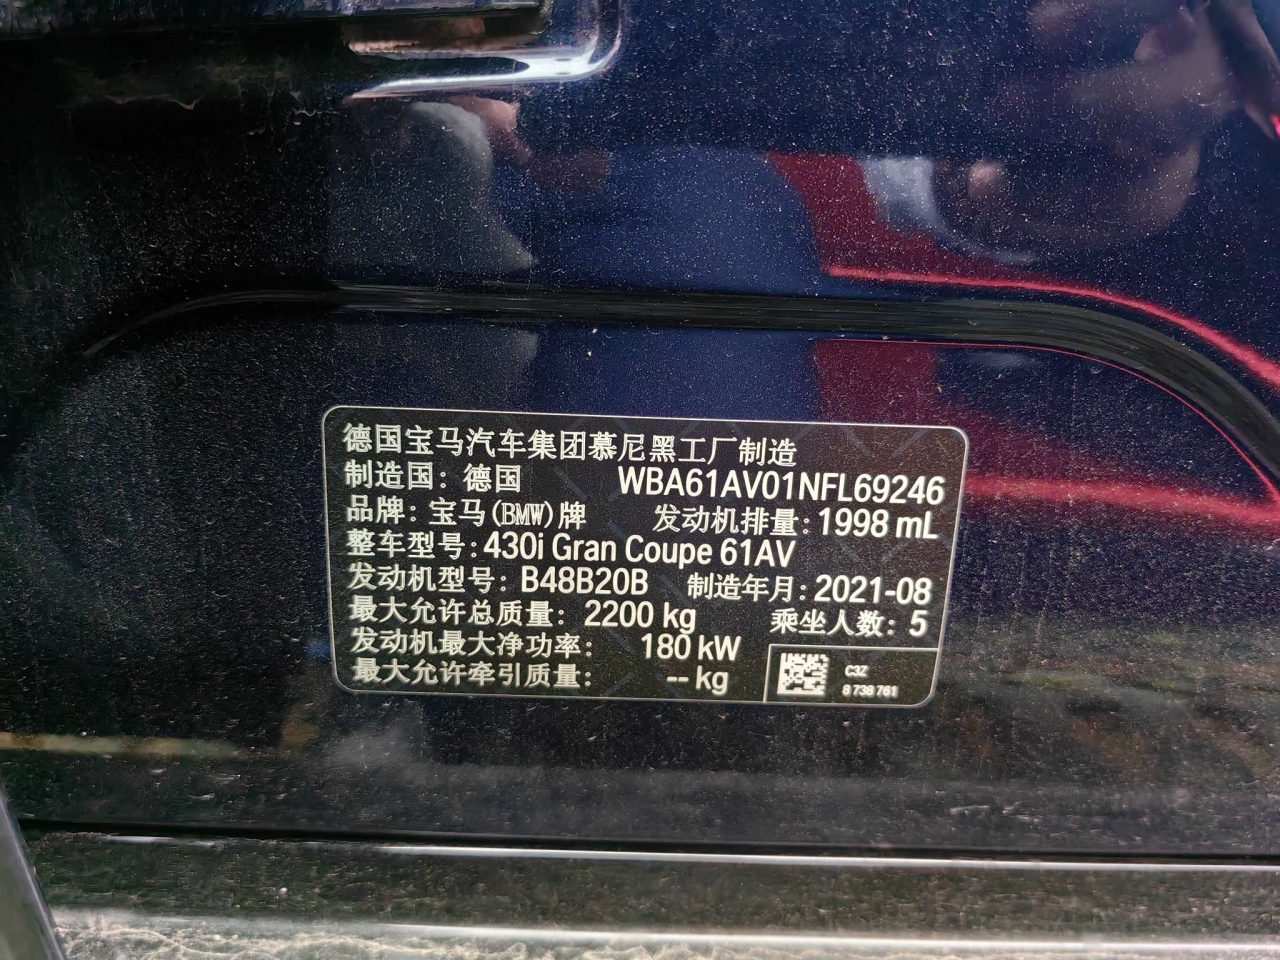 德国宝马汽车集团慕尼黑工厂制造
制造国: 德国 WBA61AV01NFL69246
品牌: 宝马(BMW)牌 发动机排量: 1998 mL
整车型号: 430i Gran Coupe 61AV
发动机型号: B48B20B 制造年月: 2021-08
最大允许总质量: 2200 kg 乘坐人数: 5
发动机最大净功率: 180 kW
最大允许牵引质量: -- kg
C3Z
8 738 761